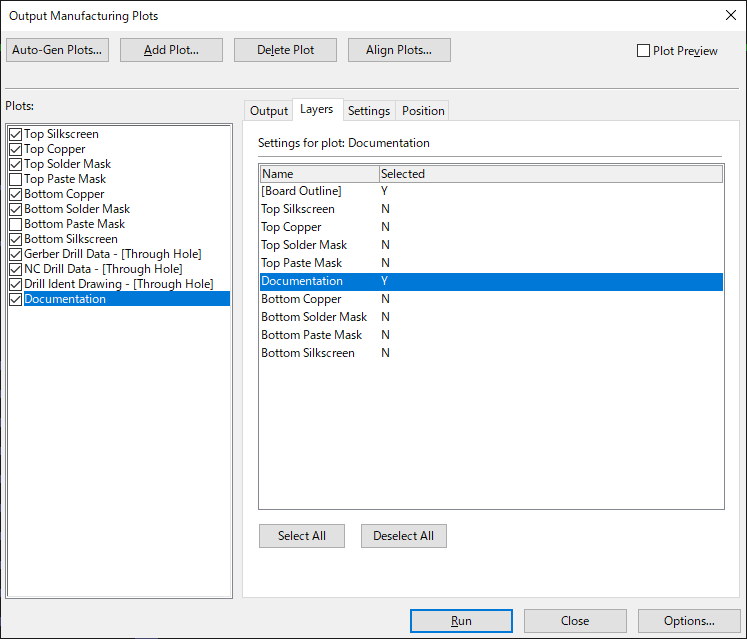 Output Manufacturing Plots
Auto-Gen Plots...
Add Plot...
Delete Plot
Align Plots...
Plot Preview
Plots:
Top Silkscreen
Top Copper
Top Solder Mask
Top Paste Mask
Bottom Copper
Bottom Solder Mask
Bottom Paste Mask
Bottom Silkscreen
Gerber Drill Data - [Through Hole]
NC Drill Data - [Through Hole]
Drill Ident Drawing - [Through Hole]
Documentation
Output Layers Settings Position
Settings for plot: Documentation
Name Selected
[Board Outline] Y
Top Silkscreen N
Top Copper N
Top Solder Mask N
Top Paste Mask N
Documentation Y
Bottom Copper N
Bottom Solder Mask N
Bottom Paste Mask N
Bottom Silkscreen N
Select All
Deselect All
Run
Close
Options...